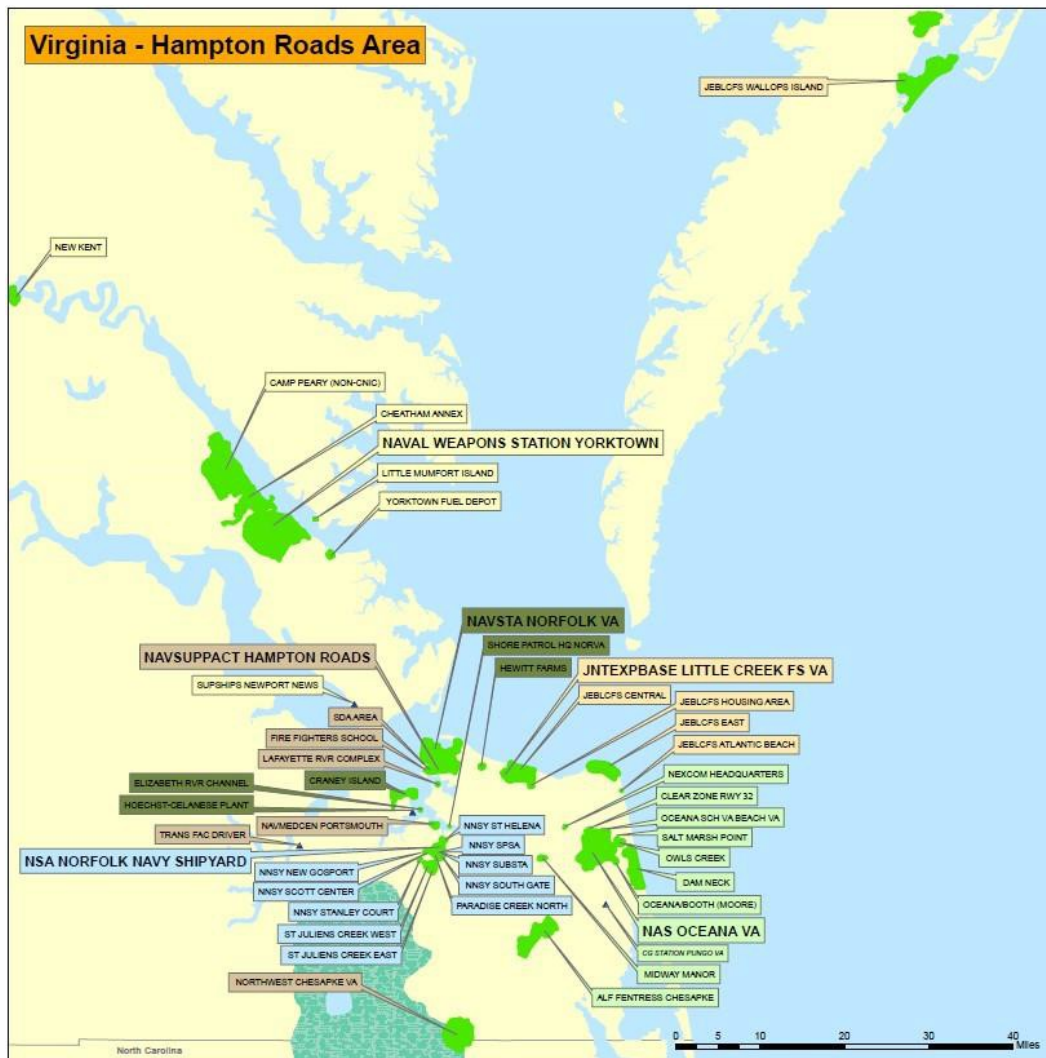 Virginia - Hampton Roads Area
JEBLCFS WALLOPS ISLAND
NEW KENT
CAMP PEARY (NON-CNIC)
CHEATHAM ANNEX
NAVAL WEAPONS STATION YORKTOWN
LITTLE MUMFORT ISLAND
YORKTOWN FUEL DEPOT
NAVSTA NORFOLK VA
SHORE PATROL HQ NORVA
NAVSUPPACT HAMPTON ROADS
HEWITT FARMS
JNTEXPBASE LITTLE CREEK FS VA
SUPSHIPS NEWPORT NEWS
JEBLCFS CENTRAL
JEBLCFS HOUSING AREA
SDA AREA
JEBLCFS EAST
FIRE FIGHTERS SCHOOL
JEBLCFS ATLANTIC BEACH
LAFAYETTE RVR COMPLEX
NEXCOM HEADQUARTERS
ELIZABETH RVR CHANNEL
CRANEY ISLAND
CLEAR ZONE RWY 32
HOECHST-CELANESE PLANT
OCEANA SCH VA BEACH VA
NAVMEDCEN PORTSMOUTH
NNSY ST HELENA
TRANS FAC DRIVER
SALT MARSH POINT
NNSY SPSA
NSA NORFOLK NAVY SHIPYARD
OWLS CREEK
NNSY NEW GOSPORT
NNSY SUBSTA
DAM NECK
NNSY SCOTT CENTER
NNSY SOUTH GATE
NNSY STANLEY COURT
PARADISE CREEK NORTH
OCEANA/BOOTH (MOORE)
ST JULIENS CREEK WEST
NAS OCEANA VA
ST JULIENS CREEK EAST
CG STATION PUNGO VA
MIDWAY MANOR
NORTHWEST CHESAPKE VA
ALF FENTRESS CHESAPKE
North Carolina
0 5 10 20 30 40
Miles